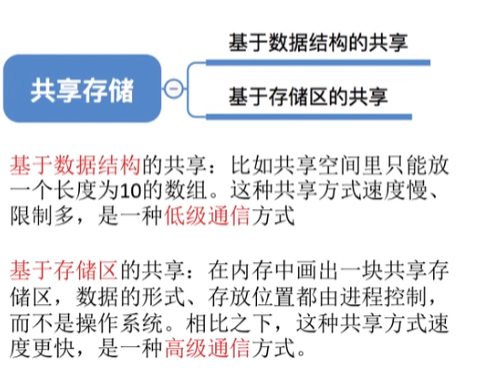 共享存储
基于数据结构的共享
基于存储区的共享
基于数据结构的共享：比如共享空间里只能放
一个长度为10的数组。这种共享方式速度慢、
限制多，是一种低级通信方式
基于存储区的共享：在内存中画出一块共享存
储区，数据的形式、存放位置都由进程控制，
而不是操作系统。相比之下，这种共享方式速
度更快，是一种高级通信方式。